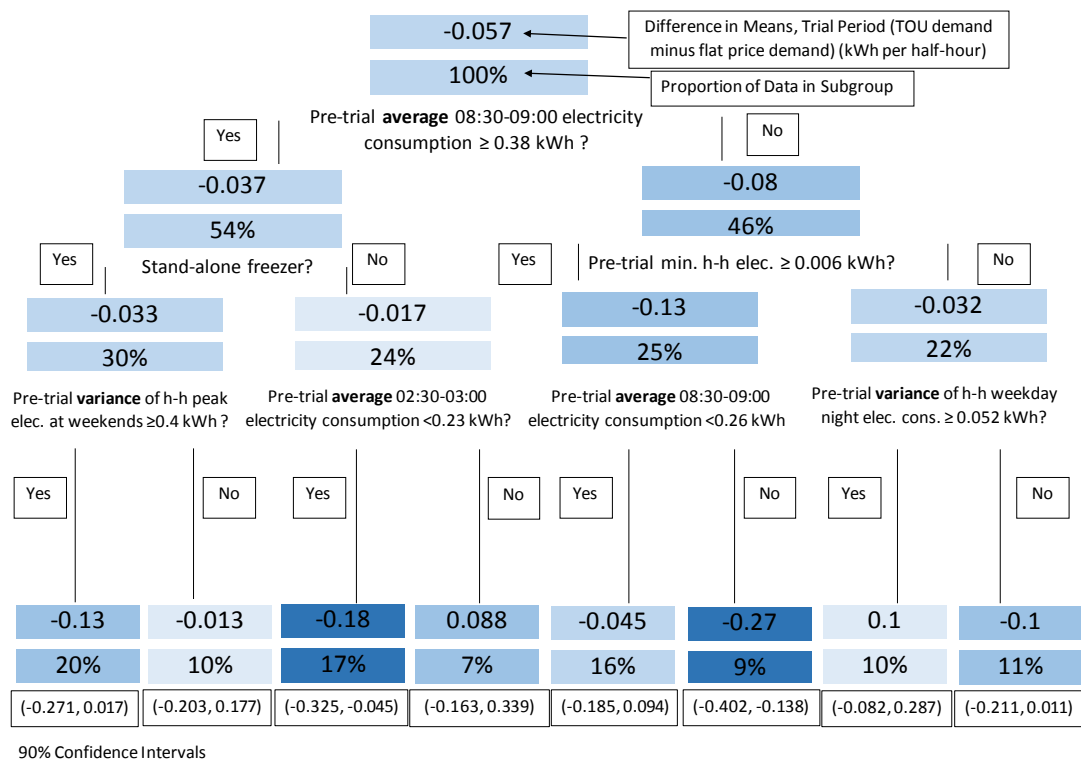 -0.057
Difference in Means, Trial Period (TOU demand
minus flat price demand) (kWh per half-hour)
100%
Proportion of Data in Subgroup
Pre-trial average 08:30-09:00 electricity
consumption ≥ 0.38 kWh ?
Yes
No
-0.037
54%
-0.08
46%
Yes
Stand-alone freezer?
No
Yes
Pre-trial min. h-h elec. ≥ 0.006 kWh?
No
-0.033
30%
-0.017
24%
-0.13
25%
-0.032
22%
Pre-trial variance of h-h peak
elec. at weekends ≥0.4 kWh ?
Pre-trial average 02:30-03:00
electricity consumption <0.23 kWh?
Pre-trial average 08:30-09:00
electricity consumption <0.26 kWh
Pre-trial variance of h-h weekday
night elec. cons. ≥ 0.052 kWh?
Yes
No
Yes
No
Yes
No
Yes
No
-0.13
-0.013
-0.18
0.088
-0.045
-0.27
0.1
-0.1
20%
10%
17%
7%
16%
9%
10%
11%
(-0.271, 0.017)
(-0.203, 0.177)
(-0.325, -0.045)
(-0.163, 0.339)
(-0.185, 0.094)
(-0.402, -0.138)
(-0.082, 0.287)
(-0.211, 0.011)
90% Confidence Intervals